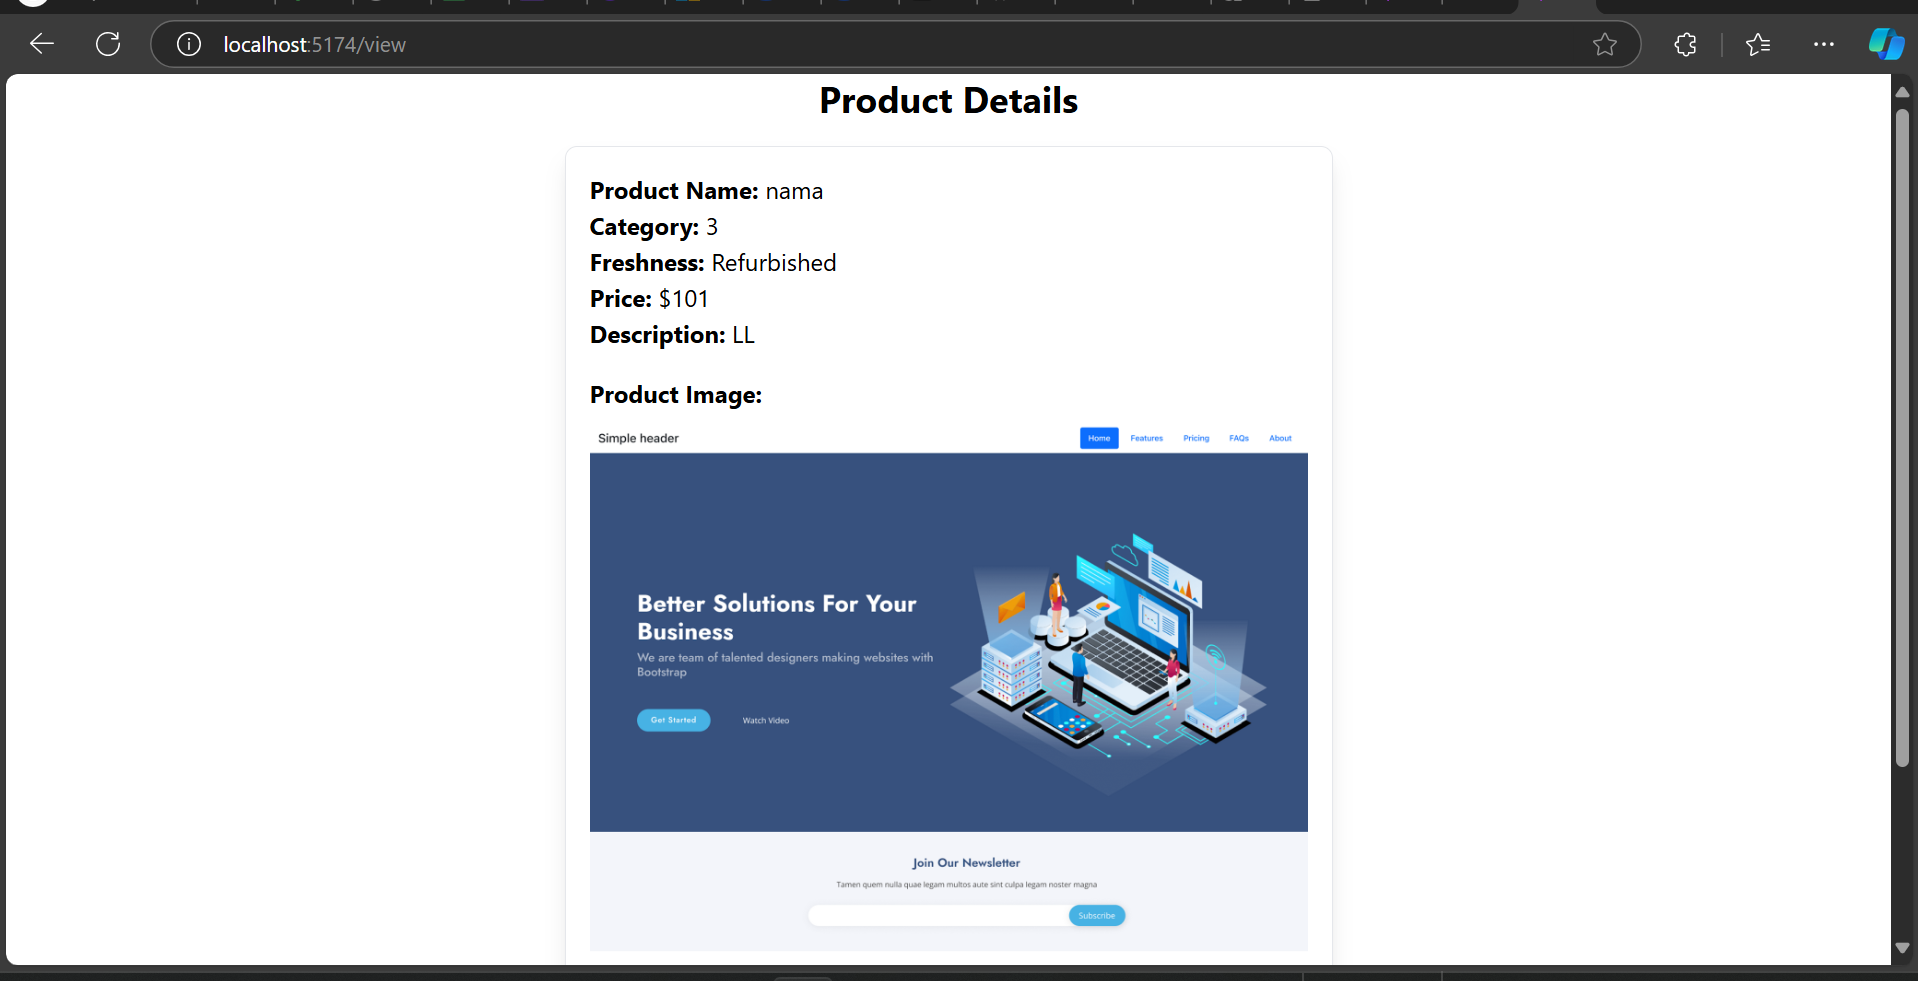 localhost:5174/view
Product Details
Product Name: nama
Category: 3
Freshness: Refurbished
Price: $101
Description: LL
Product Image:
Simple header
Home Features Pricing FAQs About
Better Solutions For Your
Business
We are team of talented designers making websites with
Bootstrap
Get Started Watch Video
Join Our Newsletter
Tamen quem nulla quae legam multos aute sint culpa legam noster magna
Subscribe